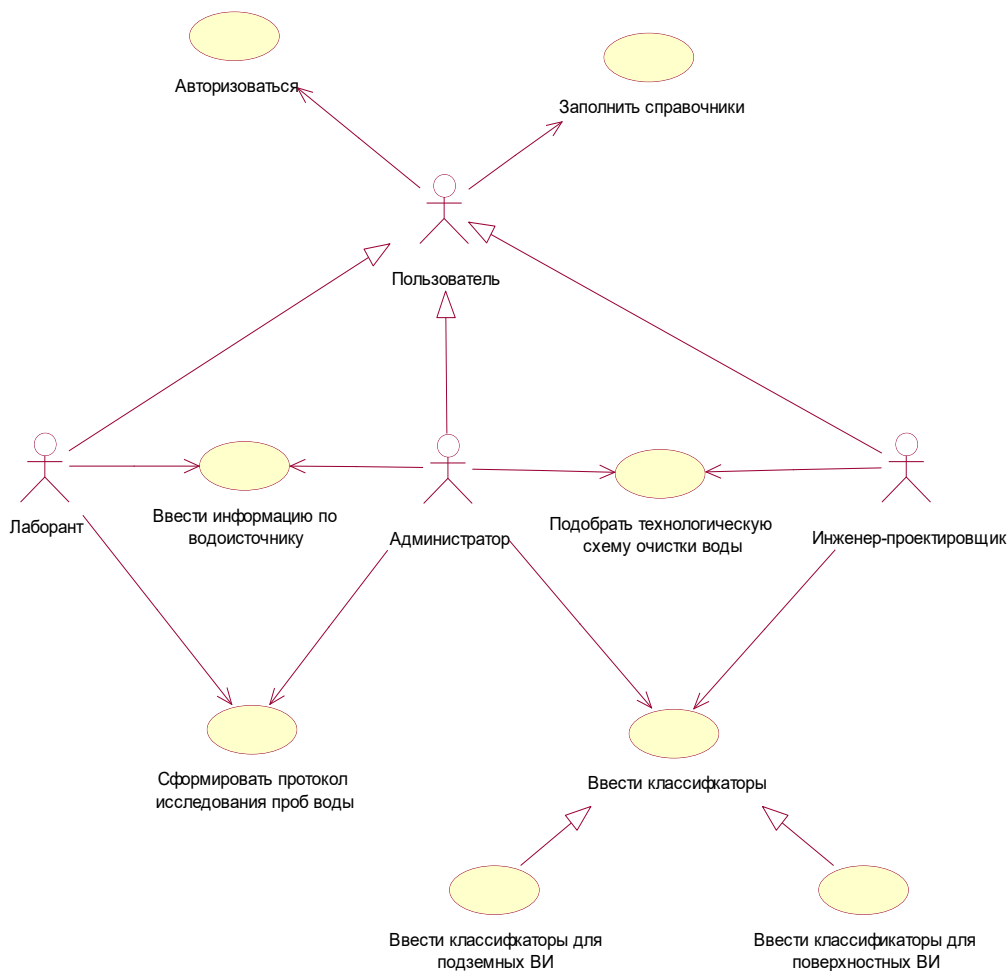 Авторизоваться
Заполнить справочники
Пользователь
Лаборант
Ввести информацию по
водоисточнику
Администратор
Подобрать технологическую
схему очистки воды
Инженер-проектировщик
Сформировать протокол
исследования проб воды
Ввести классифкаторы
Ввести классифкаторы для
подземных ВИ
Ввести классификаторы для
поверхностных ВИ